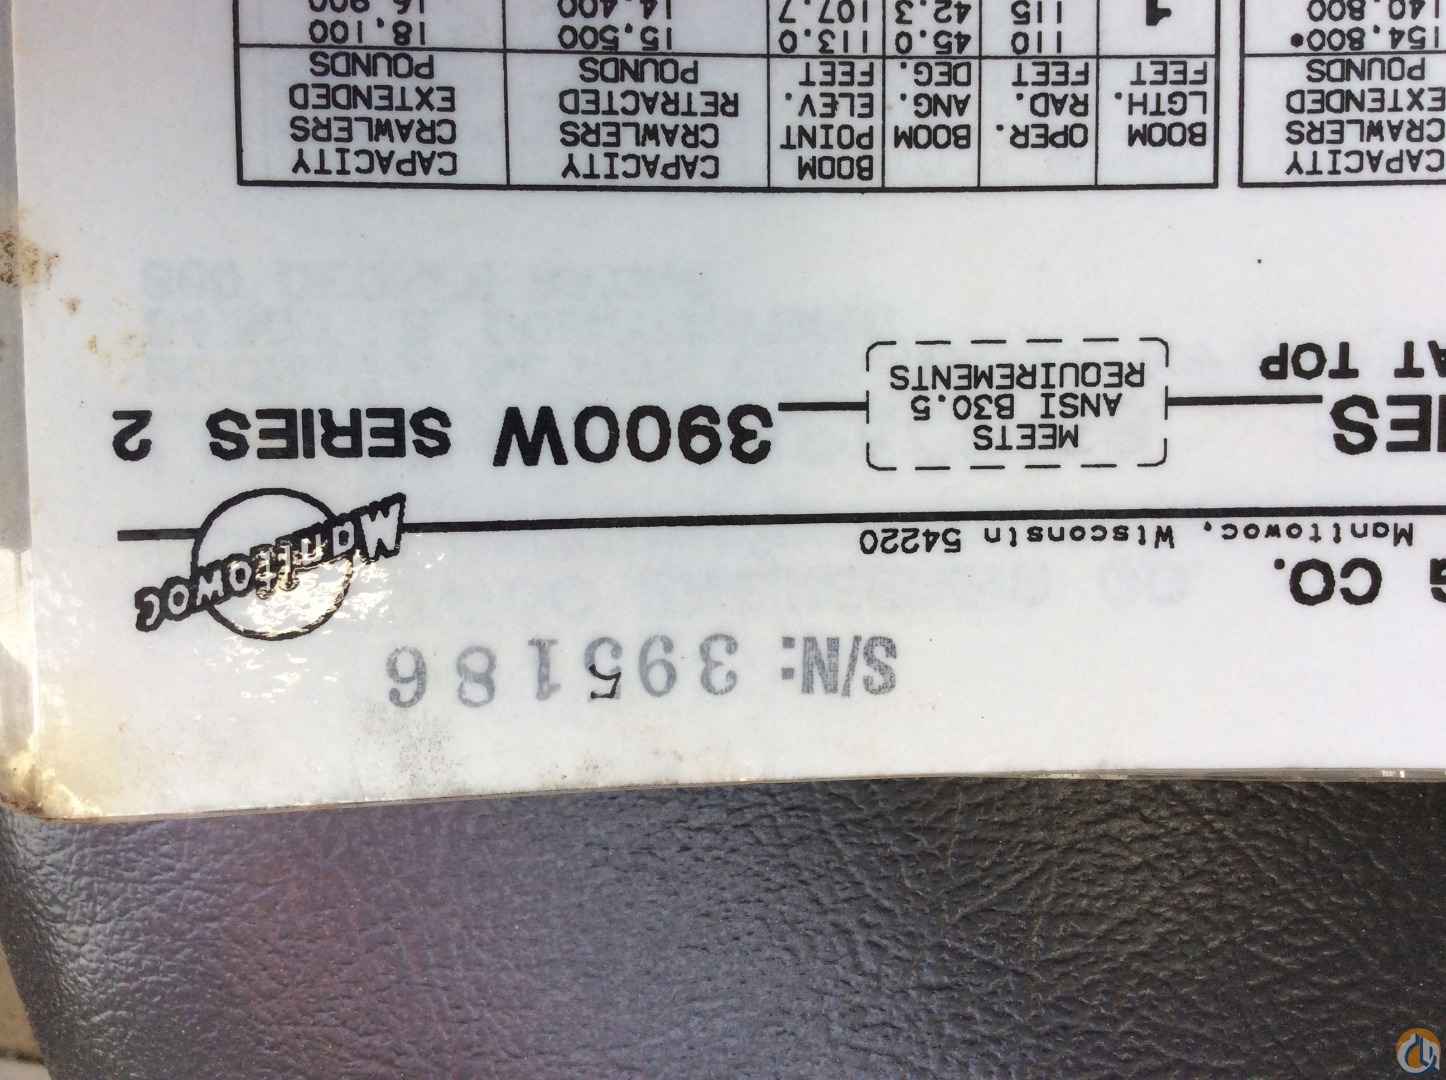 S/N: 395186
CO.
Manitowoc, Wisconsin 54220
Manitowoc
MEETS
ANSI B30.5
REQUIREMENTS
3900W SERIES 2
AT TOP
CAPACITY
CRAWLERS
EXTENDED
POUNDS
154,800*
140,800
BOOM OPER. BOOM BOOM CAPACITY CAPACITY
LGTH. RAD. ANG. POINT CRAWLERS CRAWLERS
FEET FEET DEG. ELEV. RETRACTED EXTENDED
FEET POUNDS POUNDS
110 45.0 113.0 15,500 18,100
115 42.3 107.7 14,400 16,900